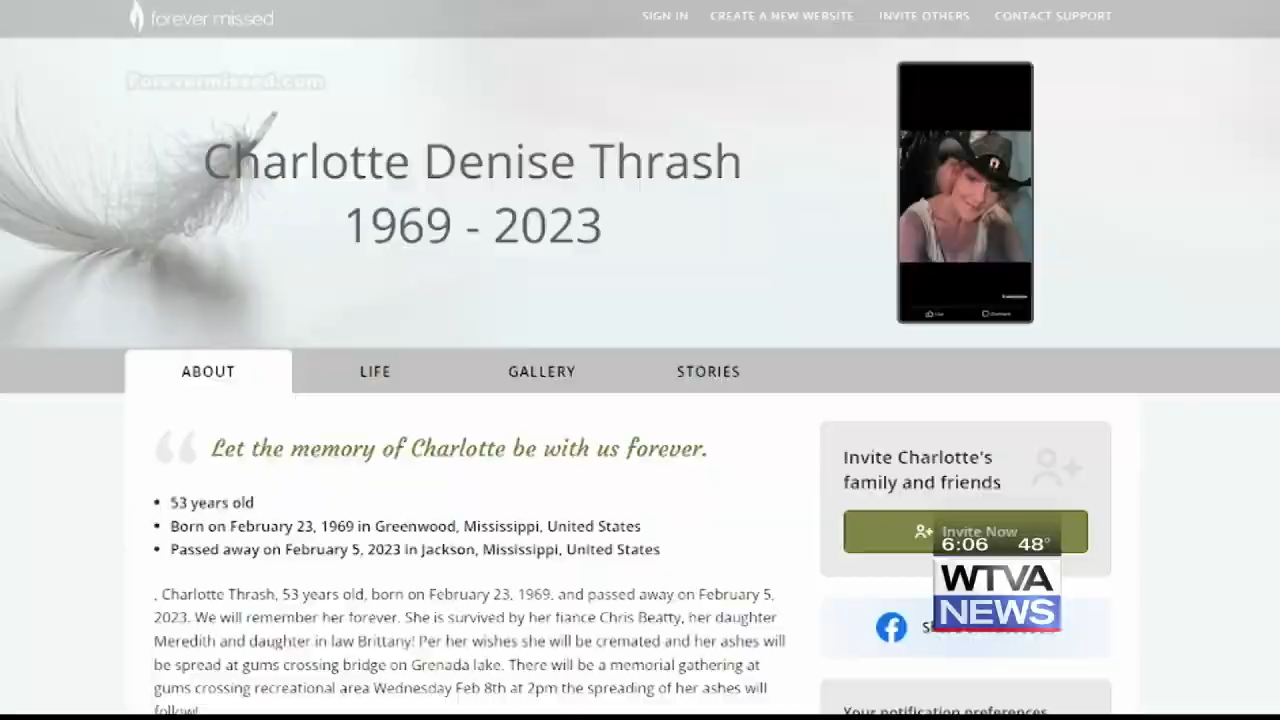 forever missed
SIGN IN CREATE A NEW WEBSITE INVITE OTHERS CONTACT SUPPORT
Forevermissed.com
Charlotte Denise Thrash
1969 - 2023
ABOUT LIFE GALLERY STORIES
Let the memory of Charlotte be with us forever.
53 years old
Born on February 23, 1969 in Greenwood, Mississippi, United States
Passed away on February 5, 2023 in Jackson, Mississippi, United States
, Charlotte Thrash, 53 years old, born on February 23, 1969, and passed away on February 5,
2023. We will remember her forever. She is survived by her fiance Chris Beatty, her daughter
Meredith and daughter in law Brittany! Per her wishes she will be cremated and her ashes will
be spread at gums crossing bridge on Grenada lake. There will be a memorial gathering at
gums crossing recreational area Wednesday Feb 8th at 2pm the spreading of her ashes will
follow!
Invite Charlotte's
family and friends
Invite Now
6:06 48°
WTVA
NEWS
Your notification preferences